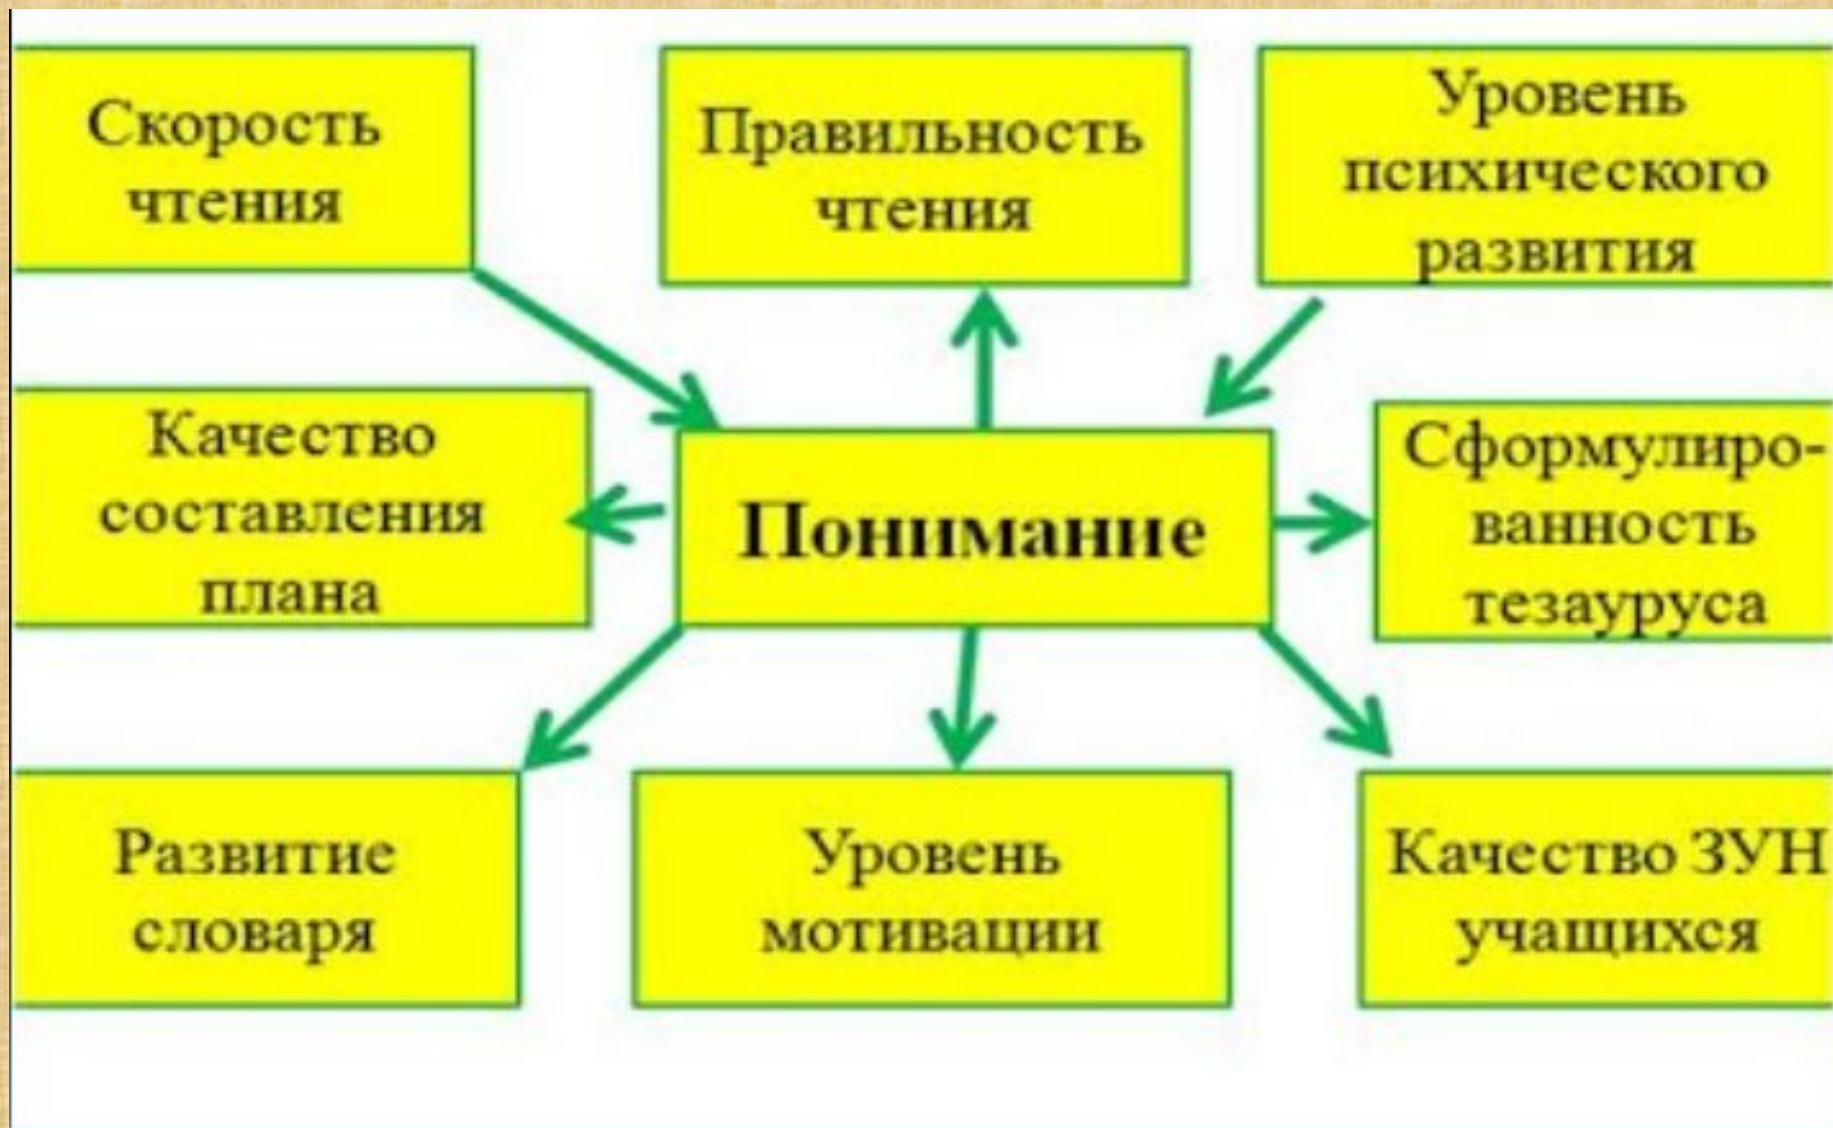 Скорость
чтения
Правильность
чтения
Уровень
психического
развития
Качество
составления
плана
Понимание
Сформулиро-
ванность
тезауруса
Развитие
словаря
Уровень
мотивации
Качество ЗУН
учащихся